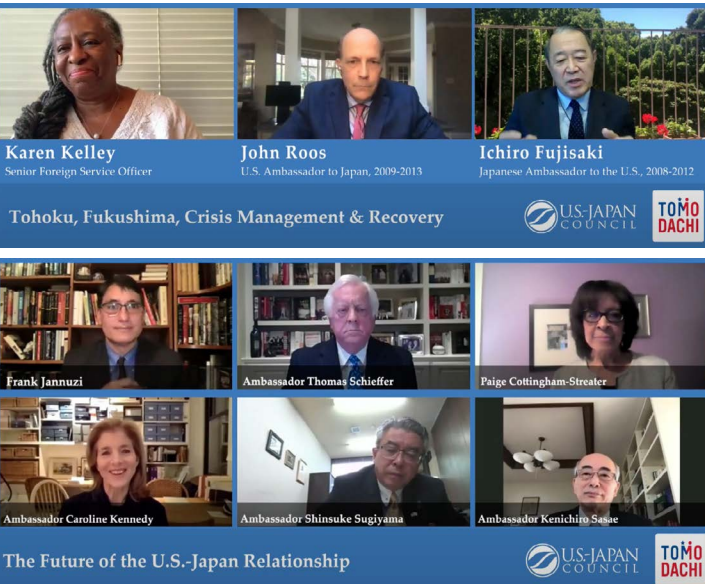 Karen Kelley
Senior Foreign Service Officer
John Roos
U.S. Ambassador to Japan, 2009-2013
Ichiro Fujisaki
Japanese Ambassador to the U.S., 2008-2012
Tohoku, Fukushima, Crisis Management & Recovery
U.S.-JAPAN
COUNCIL
TOMO
DACHI
Frank Jannuzi
Ambassador Thomas Schieffer
Paige Cottingham-Streater
Ambassador Caroline Kennedy
Ambassador Shinsuke Sugiyama
Ambassador Kenichiro Sasae
The Future of the U.S.-Japan Relationship
U.S.-JAPAN
COUNCIL
TOMO
DACHI